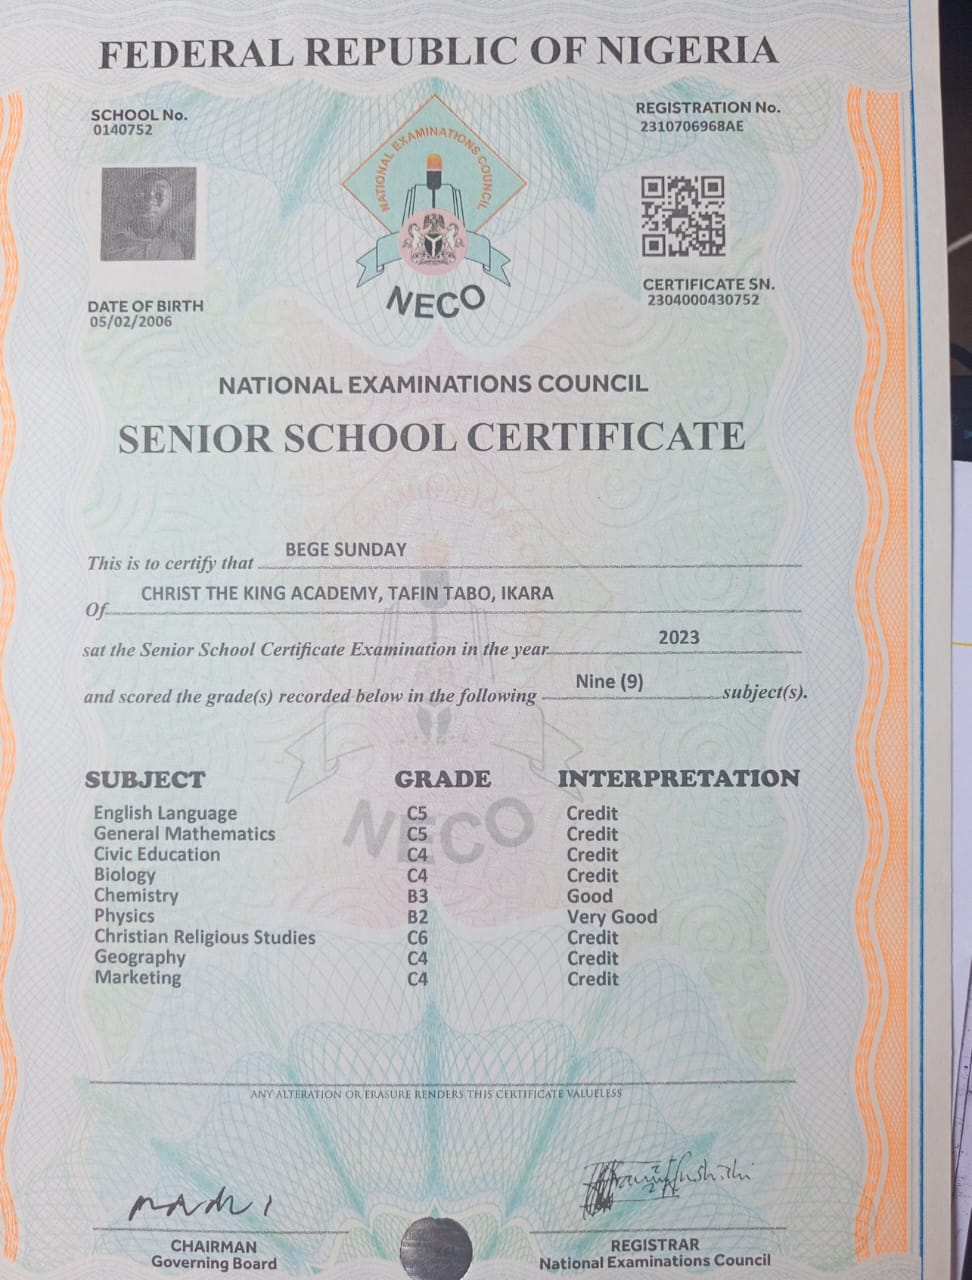 FEDERAL REPUBLIC OF NIGERIA
SCHOOL No.
0140752
REGISTRATION No.
2310706968AE
NATIONAL EXAMINATIONS COUNCIL
NECO
DATE OF BIRTH
05/02/2006
CERTIFICATE SN.
2304000430752
NATIONAL EXAMINATIONS COUNCIL
SENIOR SCHOOL CERTIFICATE
This is to certify that BEGE SUNDAY
Of CHRIST THE KING ACADEMY, TAFIN TABO, IKARA
sat the Senior School Certificate Examination in the year 2023
and scored the grade(s) recorded below in the following Nine (9) subject(s).
NECO
SUBJECT GRADE INTERPRETATION
English Language C5 Credit
General Mathematics C5 Credit
Civic Education C4 Credit
Biology C4 Credit
Chemistry B3 Good
Physics B2 Very Good
Christian Religious Studies C6 Credit
Geography C4 Credit
Marketing C4 Credit
ANY ALTERATION OR ERASURE RENDERS THIS CERTIFICATE VALUELESS
CHAIRMAN
Governing Board
REGISTRAR
National Examinations Council